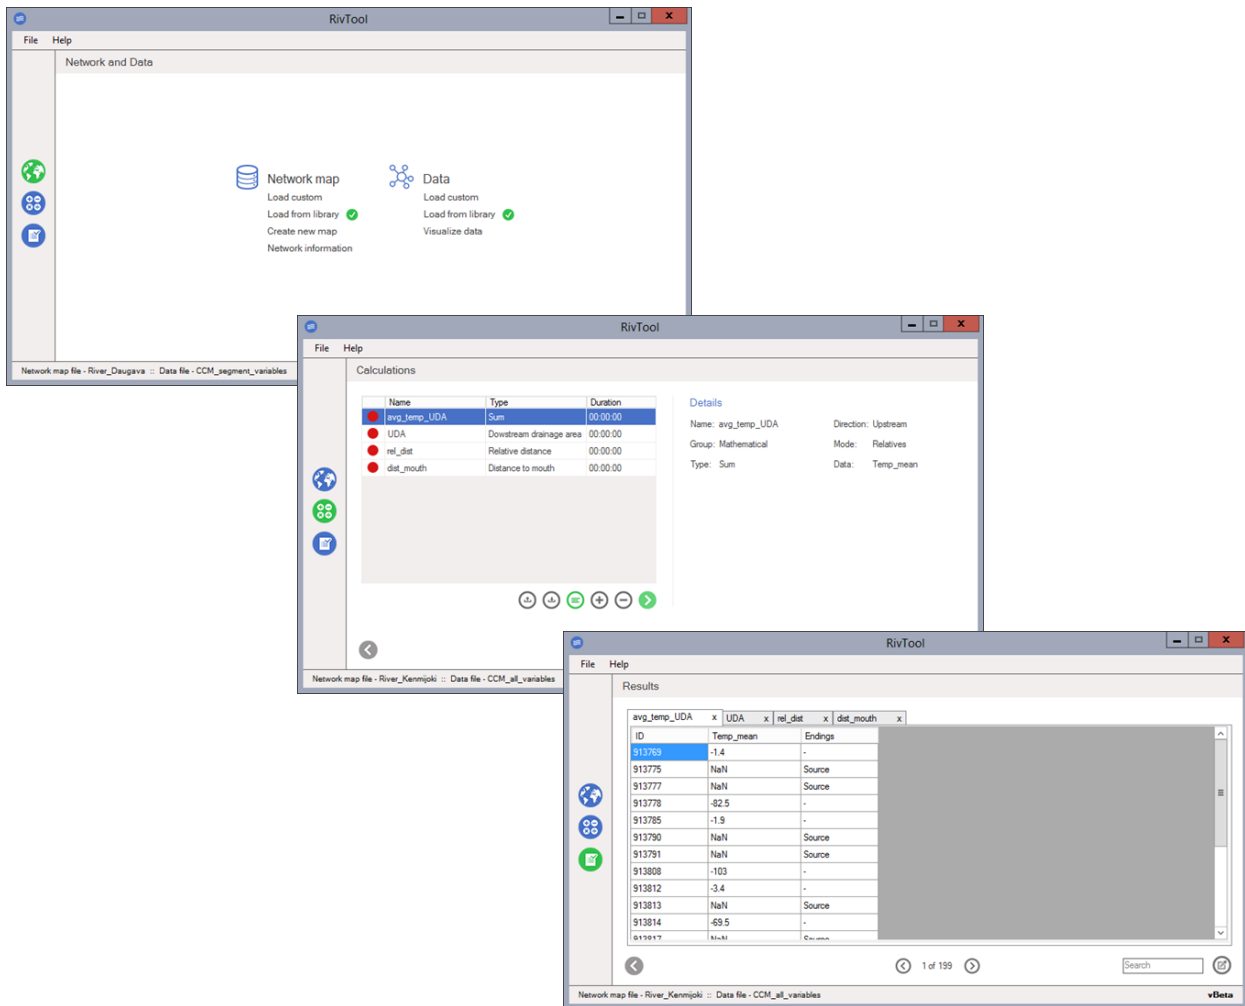 RivTool
File Help
Network and Data
Network map
Load custom
Load from library
Create new map
Network information
Data
Load custom
Load from library
Visualize data
Network map file - River_Daugava :: Data file - CCM_segment_variables
RivTool
File Help
Calculations
Name Type Duration
avg_temp_UDA Sum 00:00:00
UDA Dowstream drainage area 00:00:00
rel_dist Relative distance 00:00:00
dist_mouth Distance to mouth 00:00:00
Details
Name: avg_temp_UDA Direction: Upstream
Group: Mathematical Mode: Relatives
Type: Sum Data: Temp_mean
Network map file - River_Kenmijoki :: Data file - CCM_all_variables
RivTool
File Help
Results
avg_temp_UDA x UDA x rel_dist x dist_mouth x
ID Temp_mean Endings
913769 -1.4 -
913775 NaN Source
913777 NaN Source
913778 -82.5 -
913785 -1.9 -
913790 NaN Source
913791 NaN Source
913808 -103 -
913812 -3.4 -
913813 NaN Source
913814 -69.5 -
913817 NaN Source
1 of 199
Search
Network map file - River_Kenmijoki :: Data file - CCM_all_variables
vBeta